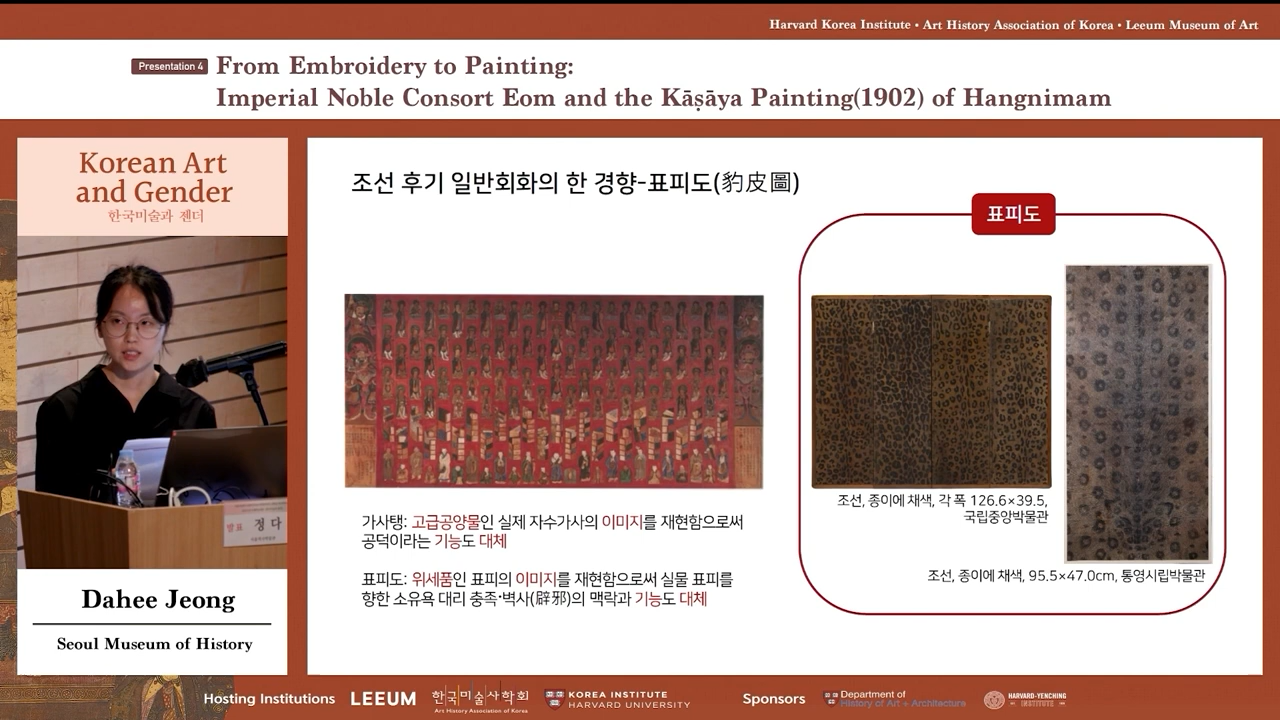 Harvard Korea Institute • Art History Association of Korea • Leeum Museum of Art
Presentation 4
From Embroidery to Painting:
Imperial Noble Consort Eom and the Kāṣāya Painting(1902) of Hangnimam
Korean Art
and Gender
한국미술과 젠더
발표 정 다
Dahee Jeong
Seoul Museum of History
조선 후기 일반회화의 한 경향-표피도(豹皮圖)
표피도
조선, 종이에 채색, 각 폭 126.6×39.5,
국립중앙박물관
조선, 종이에 채색, 95.5×47.0cm, 통영시립박물관
가사탱: 고급공양물인 실제 자수가사의 이미지를 재현함으로써
공덕이라는 기능도 대체
표피도: 위세품인 표피의 이미지를 재현함으로써 실물 표피를
향한 소유욕 대리 충족·벽사(辟邪)의 맥락과 기능도 대체
Hosting Institutions
LEEUM
한국미술사학회
Art History Association of Korea
KOREA INSTITUTE
HARVARD UNIVERSITY
Sponsors
Department of
History of Art + Architecture
HARVARD-YENCHING
INSTITUTE